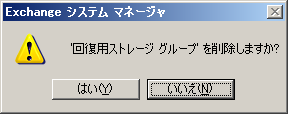 Exchange システム マネージャ
'回復用ストレージ グループ' を削除しますか?
はい(Y)
いいえ(N)